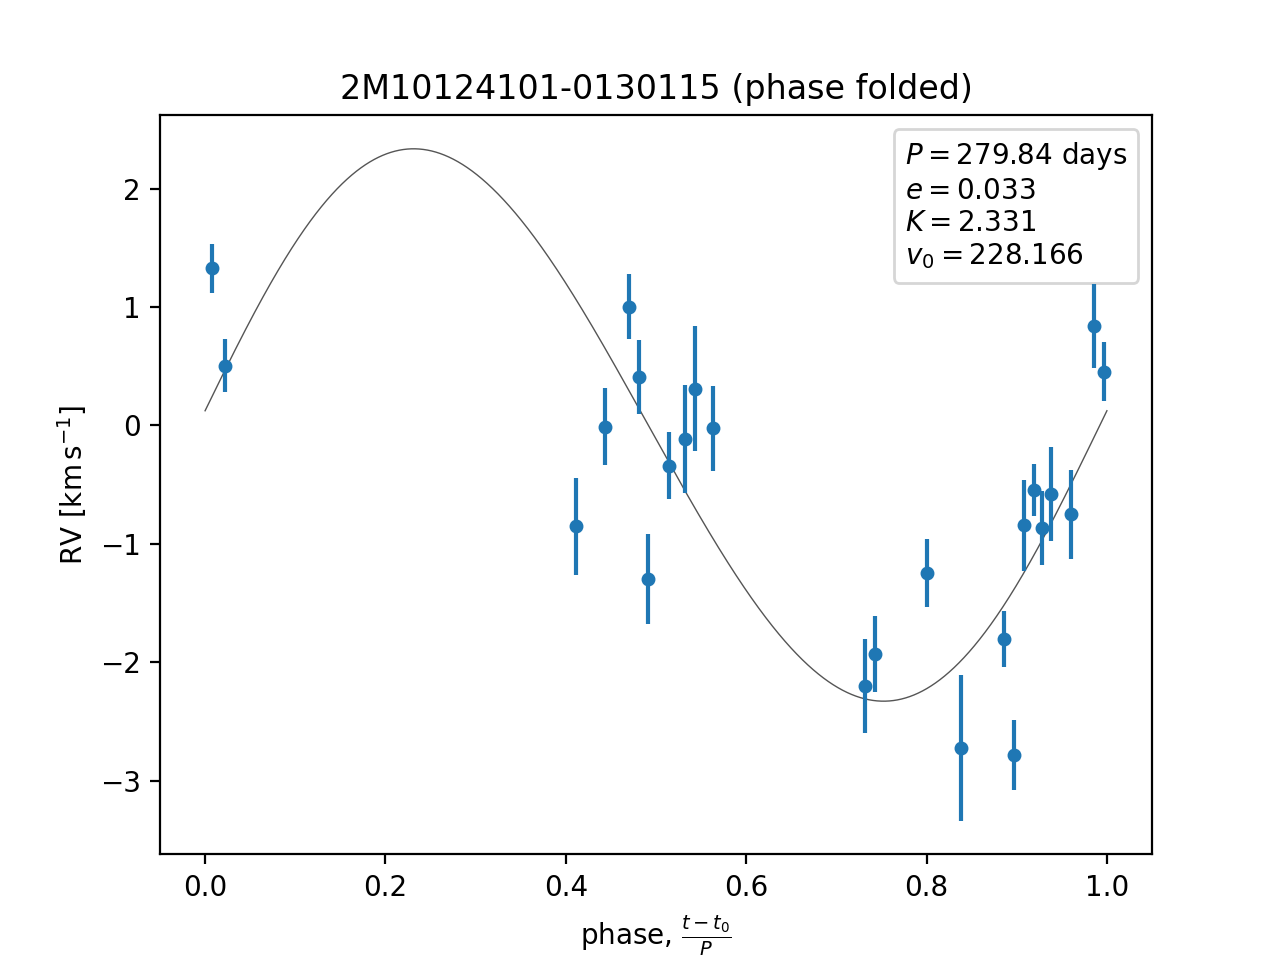 2M10124101-0130115 (phase folded)
P = 279.84 days
e = 0.033
K = 2.331
v₀ = 228.166
2
1
0
−1
−2
−3
RV [km s⁻¹]
0.0 0.2 0.4 0.6 0.8 1.0
phase, (t − t₀)/P